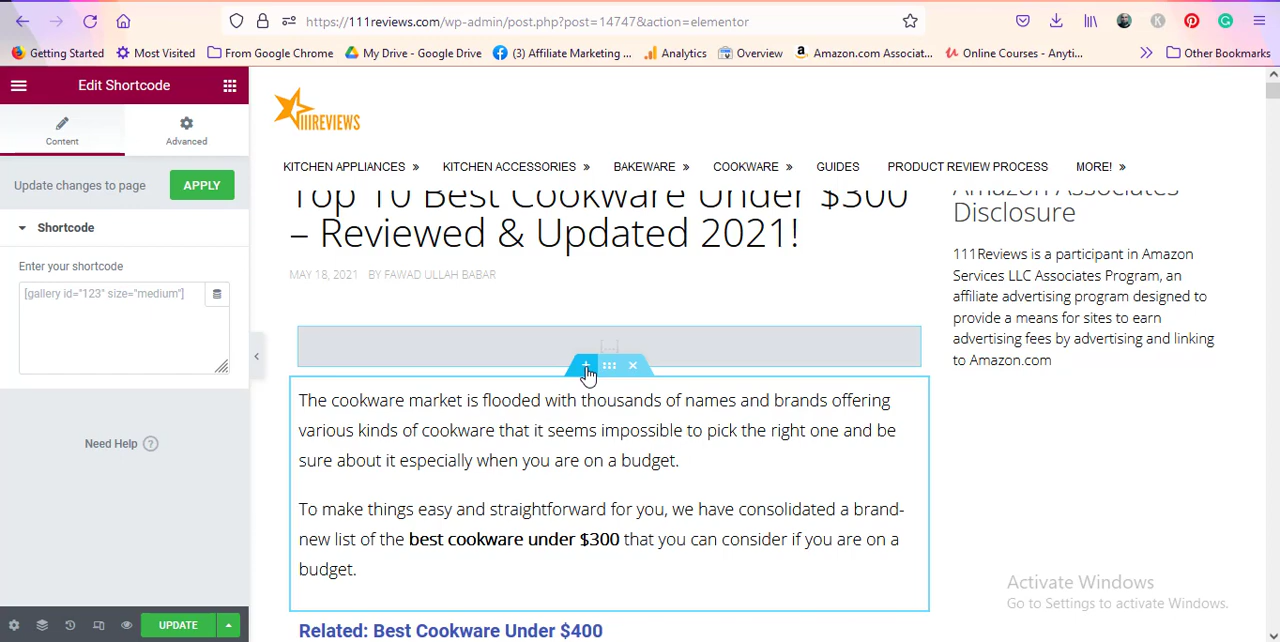 https://111reviews.com/wp-admin/post.php?post=14747&action=elementor
Getting Started
Most Visited
From Google Chrome
My Drive - Google Drive
(3) Affiliate Marketing ...
Analytics
Overview
Amazon.com Associat...
Online Courses - Anyti...
Other Bookmarks
Edit Shortcode
Content
Advanced
Update changes to page
APPLY
Shortcode
Enter your shortcode
[gallery id="123" size="medium"]
Need Help ?
UPDATE
111REVIEWS
KITCHEN APPLIANCES »
KITCHEN ACCESSORIES »
BAKEWARE »
COOKWARE »
GUIDES
PRODUCT REVIEW PROCESS
MORE! »
Top 10 Best Cookware Under $300
– Reviewed & Updated 2021!
MAY 18, 2021 BY FAWAD ULLAH BABAR
The cookware market is flooded with thousands of names and brands offering
various kinds of cookware that it seems impossible to pick the right one and be
sure about it especially when you are on a budget.
To make things easy and straightforward for you, we have consolidated a brand-
new list of the best cookware under $300 that you can consider if you are on a
budget.
Related: Best Cookware Under $400
Amazon Associates
Disclosure
111Reviews is a participant in Amazon
Services LLC Associates Program, an
affiliate advertising program designed to
provide a means for sites to earn
advertising fees by advertising and linking
to Amazon.com
Activate Windows
Go to Settings to activate Windows.